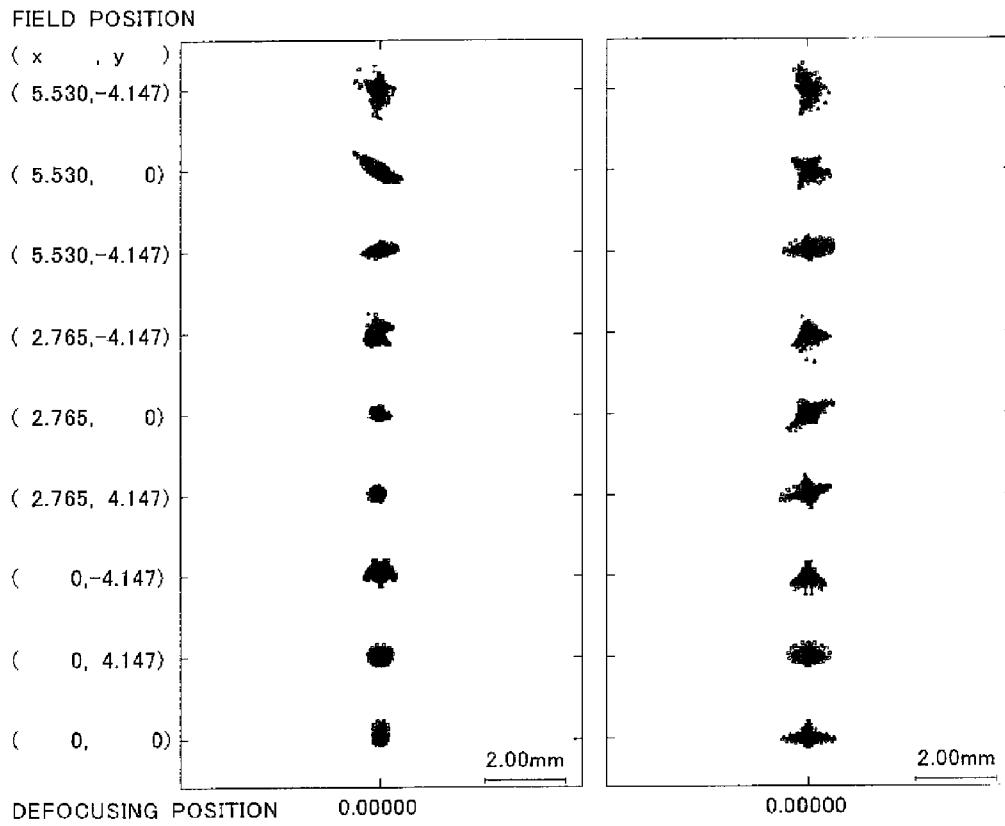 FIELD POSITION
( x , y )
( 5.530,-4.147)
( 5.530, 0)
( 5.530,-4.147)
( 2.765,-4.147)
( 2.765, 0)
( 2.765, 4.147)
( 0,-4.147)
( 0, 4.147)
( 0, 0)
2.00mm 2.00mm
DEFOCUSING POSITION 0.00000 0.00000